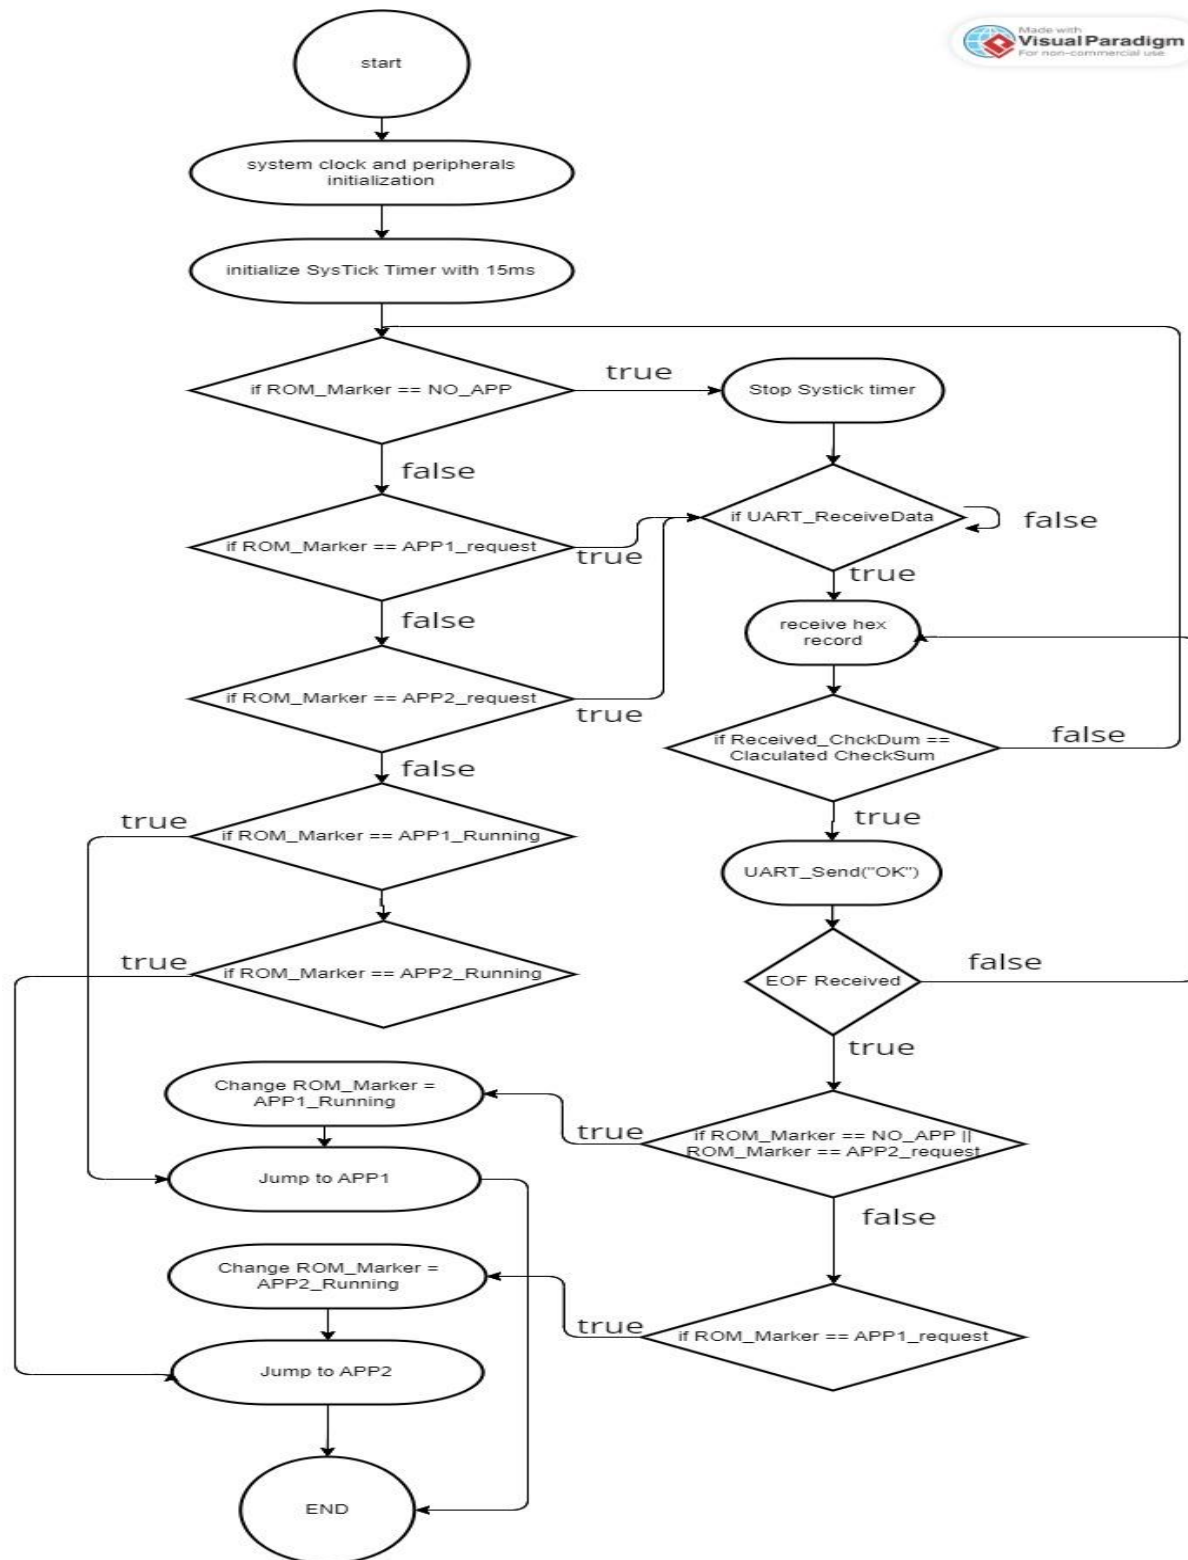 Made with
Visual Paradigm
For non-commercial use
start
system clock and peripherals
initialization
initialize SysTick Timer with 15ms
if ROM_Marker == NO_APP
true
Stop Systick timer
false
if UART_ReceiveData
false
if ROM_Marker == APP1_request
true
true
receive hex
record
false
if ROM_Marker == APP2_request
true
if Received_ChckDum ==
Claculated CheckSum
false
false
true
if ROM_Marker == APP1_Running
true
UART_Send("OK")
true
if ROM_Marker == APP2_Running
EOF Received
false
true
Change ROM_Marker =
APP1_Running
true
if ROM_Marker == NO_APP ||
ROM_Marker == APP2_request
Jump to APP1
false
Change ROM_Marker =
APP2_Running
true
if ROM_Marker == APP1_request
Jump to APP2
END